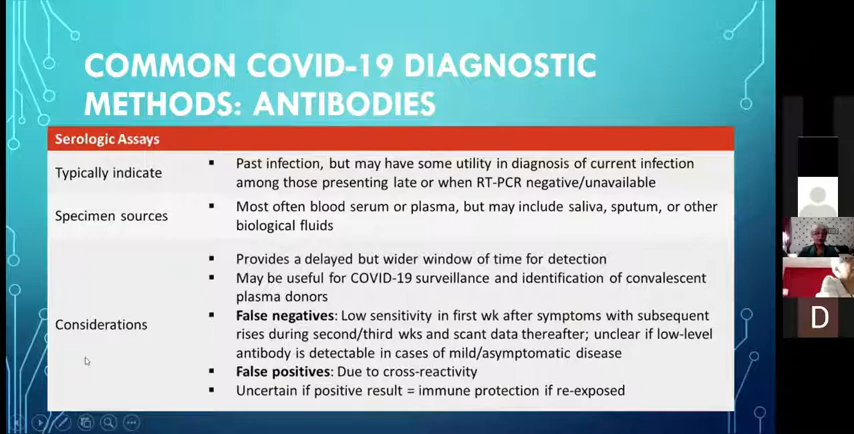 COMMON COVID-19 DIAGNOSTIC
METHODS: ANTIBODIES
Serologic Assays
Typically indicate
▪ Past infection, but may have some utility in diagnosis of current infection
among those presenting late or when RT-PCR negative/unavailable
Specimen sources
▪ Most often blood serum or plasma, but may include saliva, sputum, or other
biological fluids
Considerations
▪ Provides a delayed but wider window of time for detection
▪ May be useful for COVID-19 surveillance and identification of convalescent
plasma donors
▪ False negatives: Low sensitivity in first wk after symptoms with subsequent
rises during second/third wks and scant data thereafter; unclear if low-level
antibody is detectable in cases of mild/asymptomatic disease
▪ False positives: Due to cross-reactivity
▪ Uncertain if positive result = immune protection if re-exposed
D